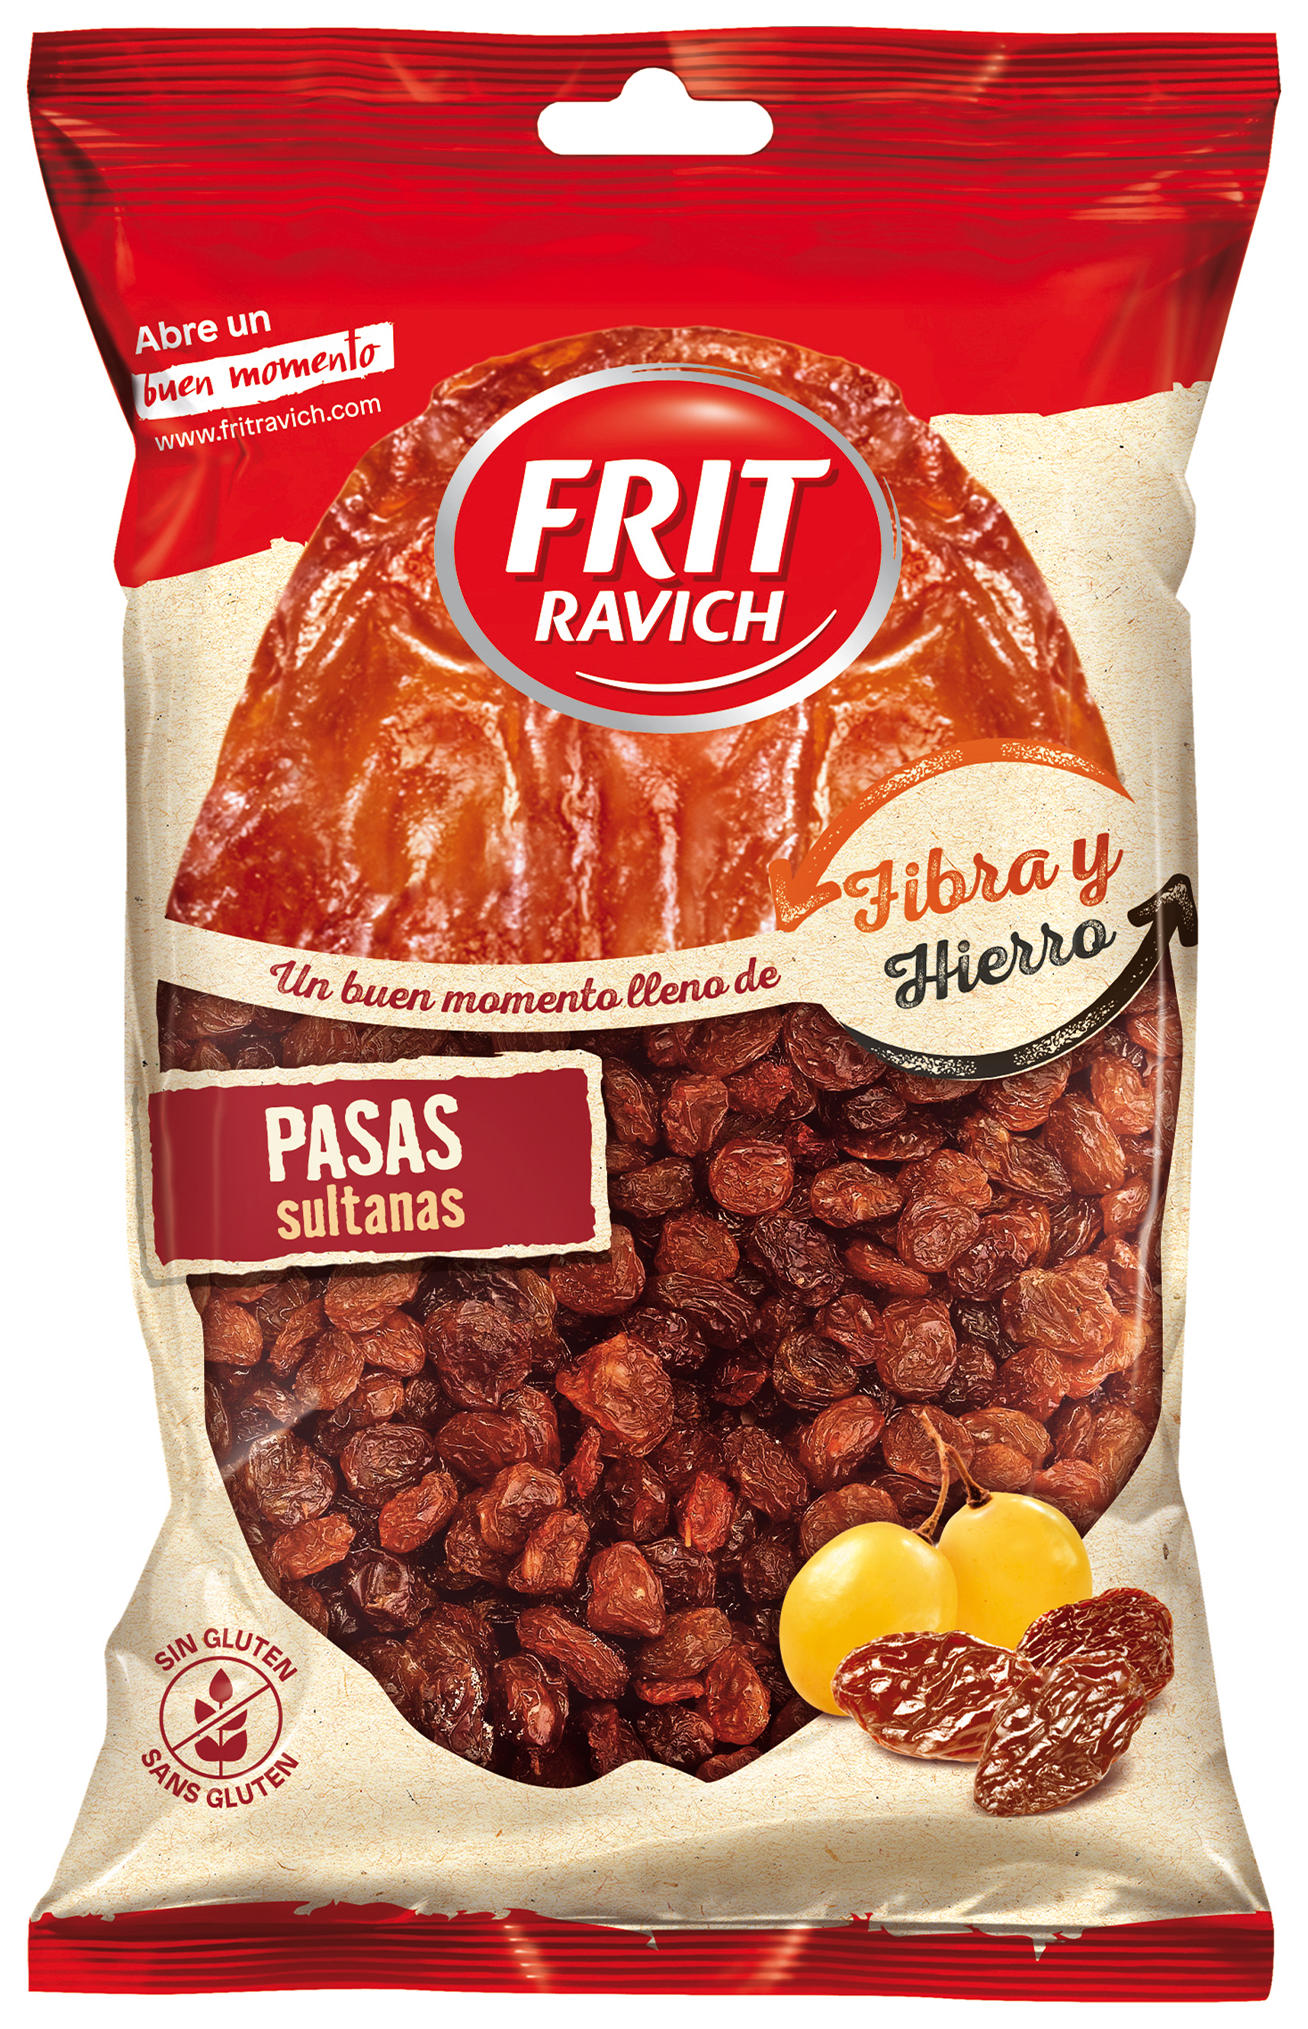 Abre un
buen momento
www.fritravich.com
FRIT
RAVICH
Fibra y
Hierro
Un buen momento lleno de
PASAS
sultanas
SIN GLUTEN
SANS GLUTEN